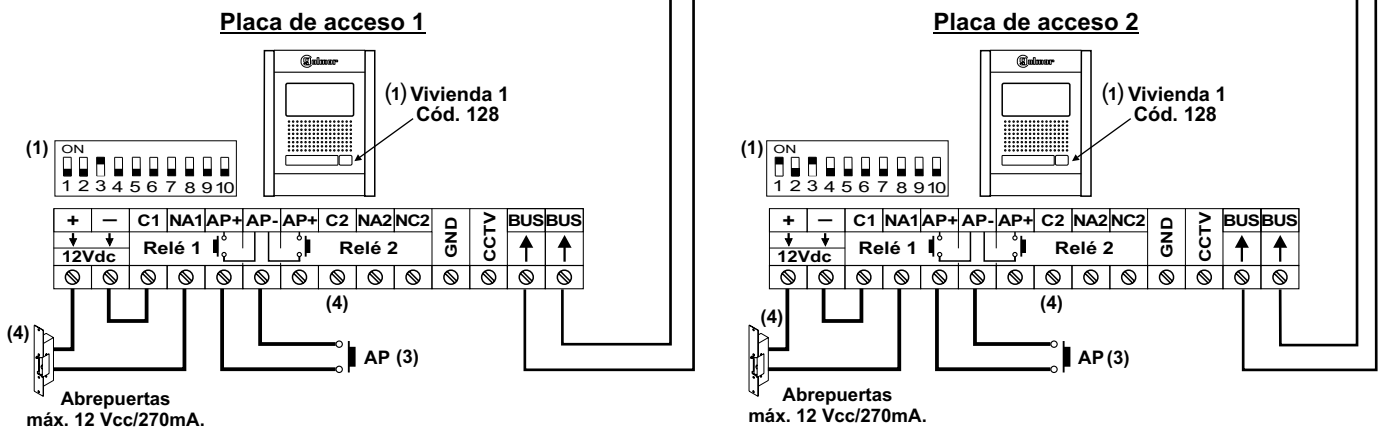 Placa de acceso 1
Golmar
(1) Vivienda 1
Cód. 128
(1)
ON
1 2 3 4 5 6 7 8 9 10
+ — C1 NA1 AP+ AP- AP+ C2 NA2 NC2 GND CCTV BUS BUS
12Vdc Relé 1 Relé 2
(4)
(4)
AP (3)
Abrepuertas
máx. 12 Vcc/270mA.
Placa de acceso 2
Golmar
(1) Vivienda 1
Cód. 128
(1)
ON
1 2 3 4 5 6 7 8 9 10
+ — C1 NA1 AP+ AP- AP+ C2 NA2 NC2 GND CCTV BUS BUS
12Vdc Relé 1 Relé 2
(4)
(4)
AP (3)
Abrepuertas
máx. 12 Vcc/270mA.